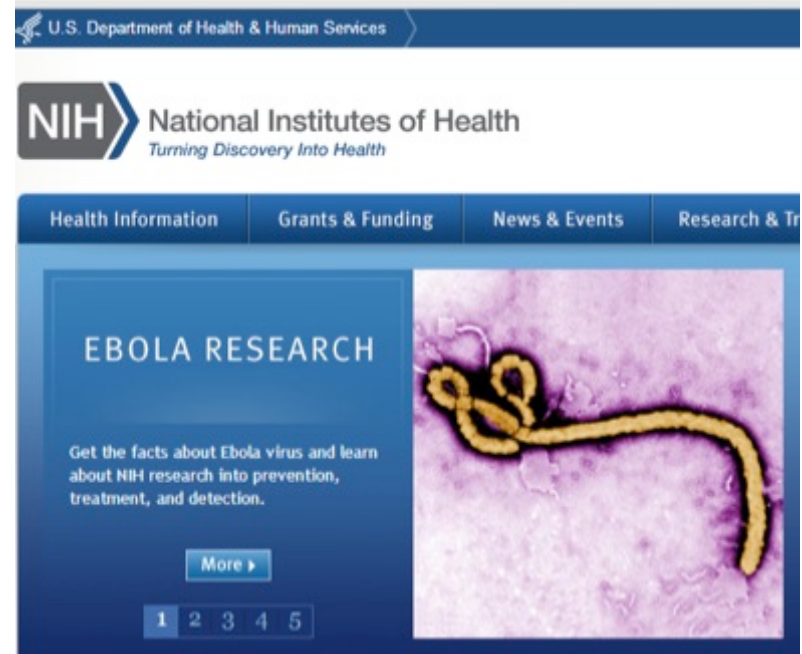 U.S. Department of Health & Human Services
NIH
National Institutes of Health
Turning Discovery Into Health
Health Information
Grants & Funding
News & Events
Research & Tr
EBOLA RESEARCH
Get the facts about Ebola virus and learn
about NIH research into prevention,
treatment, and detection.
More
1 2 3 4 5